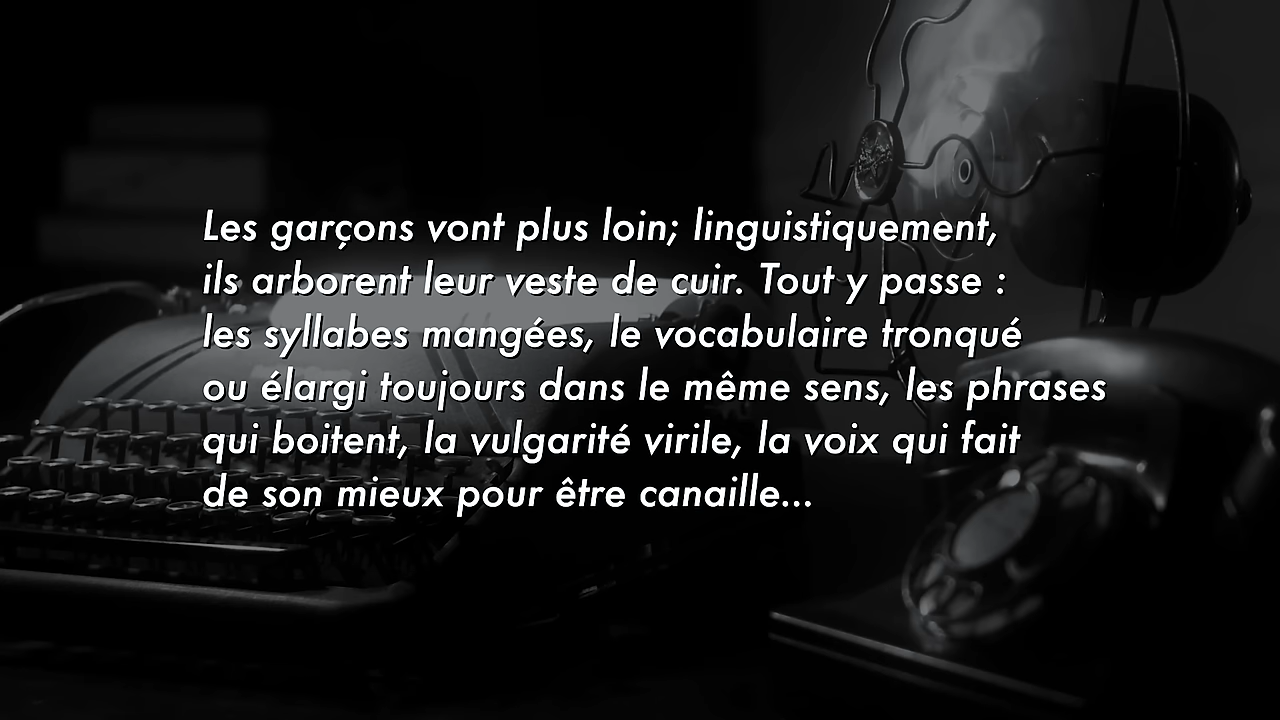 Les garçons vont plus loin; linguistiquement,
ils arborent leur veste de cuir. Tout y passe :
les syllabes mangées, le vocabulaire tronqué
ou élargi toujours dans le même sens, les phrases
qui boitent, la vulgarité virile, la voix qui fait
de son mieux pour être canaille...